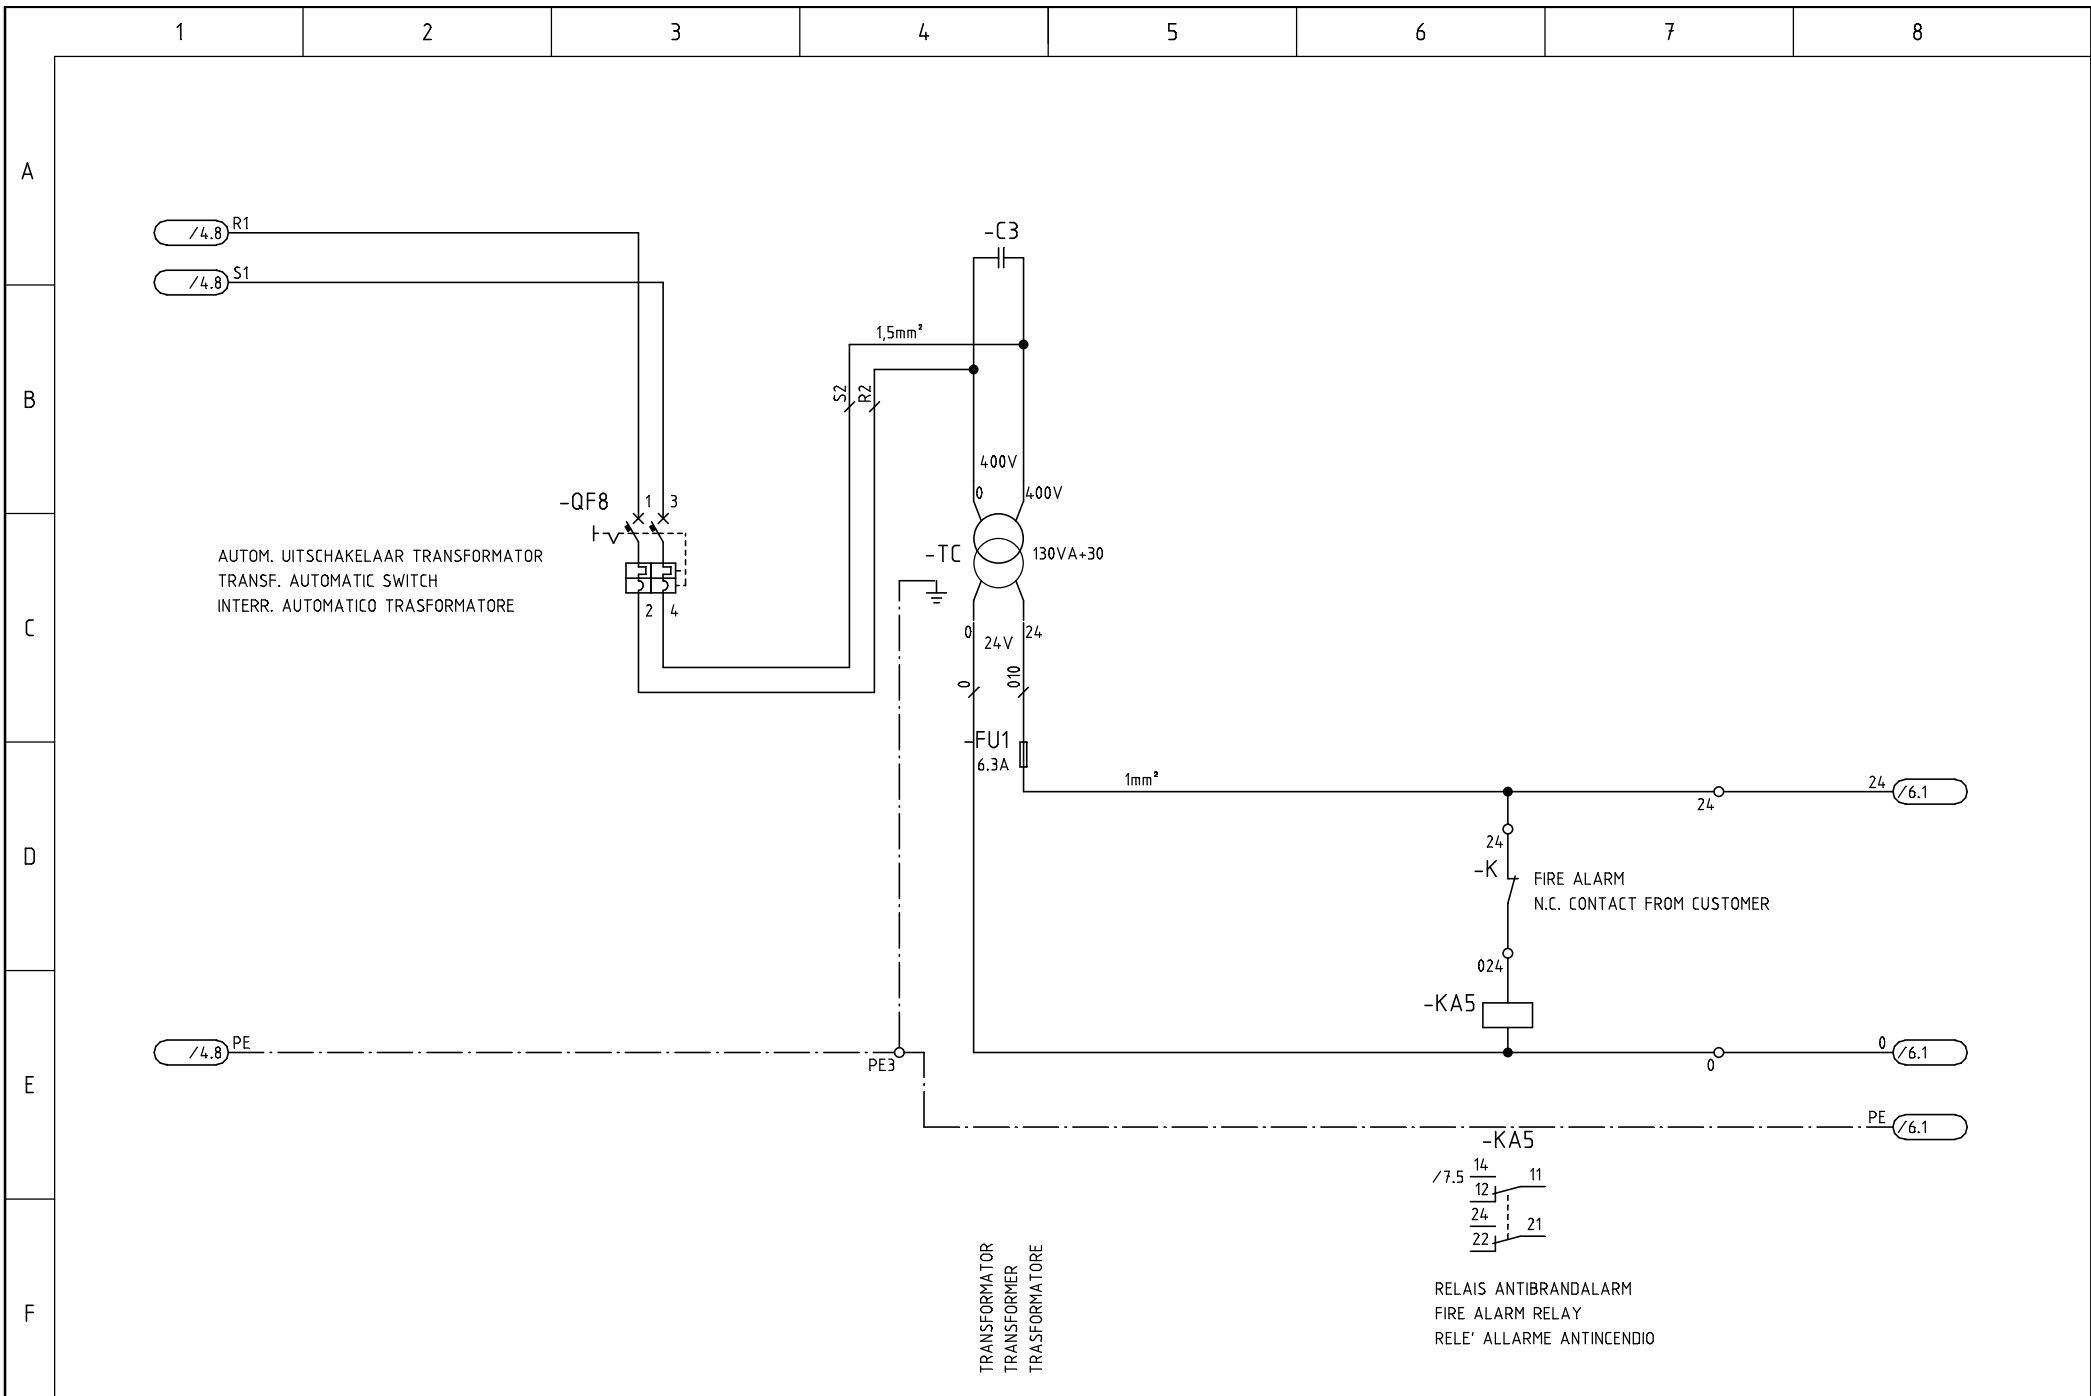 1 2 3 4 5 6 7 8
A
/4.8 R1
-C3
/4.8 S1
1,5mm²
B
S2
R2
400V
0
400V
-QF8
1 3
AUTOM. UITSCHAKELAAR TRANSFORMATOR
TRANSF. AUTOMATIC SWITCH
INTERR. AUTOMATICO TRASFORMATORE
-TC
130VA+30
2 4
C
0
24V
24
0
010
-FU1
6.3A
1mm²
24
24 /6.1
24
D
-K
FIRE ALARM
N.C. CONTACT FROM CUSTOMER
024
-KA5
/4.8 PE
PE3
0
0 /6.1
E
PE /6.1
-KA5
/7.5
14
11
12
24
21
22
TRANSFORMATOR
TRANSFORMER
TRASFORMATORE
F
RELAIS ANTIBRANDALARM
FIRE ALARM RELAY
RELE' ALLARME ANTINCENDIO